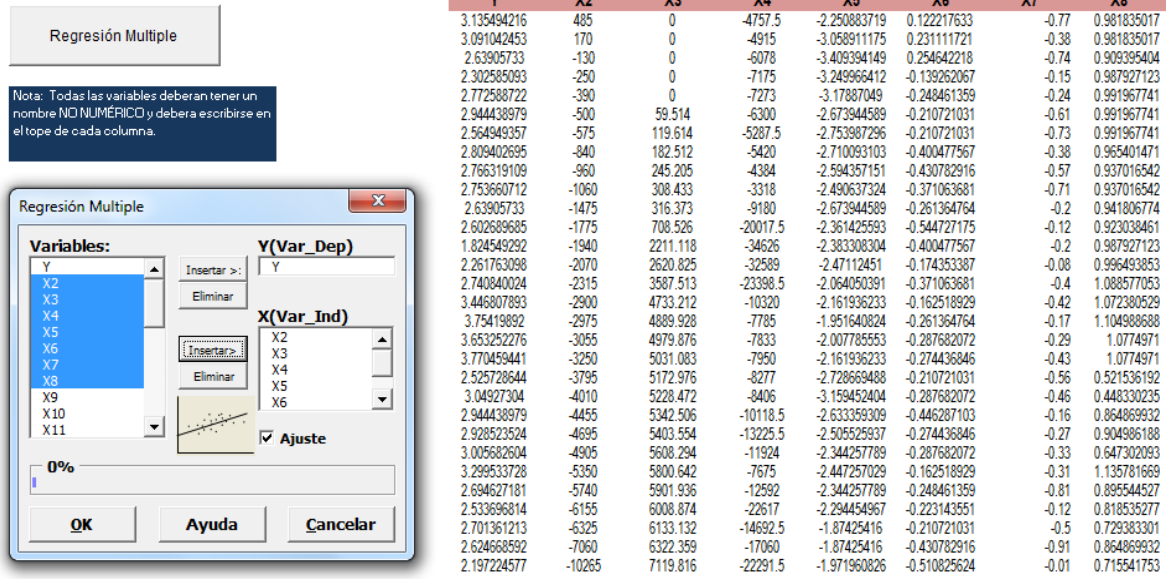 Regresión Multiple
Nota: Todas las variables deberan tener un
nombre NO NUMÉRICO y debera escribirse en
el tope de cada columna.
Regresión Multiple
Variables:
Y
X2
X3
X4
X5
X6
X7
X8
X9
X10
X11
Insertar >:
Eliminar
Insertar>
Eliminar
Y(Var_Dep)
Y
X(Var_Ind)
X2
X3
X4
X5
X6
Ajuste
0%
OK
Ayuda
Cancelar
Y X2 X3 X4 X5 X6 X7 X8
3.135494216 485 0 -4757.5 -2.250883719 0.122217633 -0.77 0.981835017
3.091042453 170 0 -4915 -3.058911175 0.231111721 -0.38 0.981835017
2.63905733 -130 0 -6078 -3.409394149 0.254642218 -0.74 0.909395404
2.302585093 -250 0 -7175 -3.249966412 -0.139262067 -0.15 0.987927123
2.772588722 -390 0 -7273 -3.17887049 -0.248461359 -0.24 0.991967741
2.944438979 -500 59.514 -6300 -2.673944589 -0.210721031 -0.61 0.991967741
2.564949357 -575 119.614 -5287.5 -2.753987296 -0.210721031 -0.73 0.991967741
2.809402695 -840 182.512 -5420 -2.710093103 -0.400477567 -0.38 0.965401471
2.766319109 -960 245.205 -4384 -2.594357151 -0.430782916 -0.57 0.937016542
2.753660712 -1060 308.433 -3318 -2.490637324 -0.371063681 -0.71 0.937016542
2.63905733 -1475 316.373 -9180 -2.673944589 -0.261364764 -0.2 0.941806774
2.602689685 -1775 708.526 -20017.5 -2.361425593 -0.544727175 -0.12 0.923038461
1.824549292 -1940 2211.118 -34626 -2.383308304 -0.400477567 -0.2 0.987927123
2.261763098 -2070 2620.825 -32589 -2.47112451 -0.174353387 -0.08 0.996493853
2.740840024 -2315 3587.513 -23398.5 -2.064050391 -0.371063681 -0.4 1.088577053
3.446807893 -2900 4733.212 -10320 -2.161936233 -0.162518929 -0.42 1.072380529
3.75419892 -2975 4889.928 -7785 -1.951640824 -0.261364764 -0.17 1.104988688
3.653252276 -3055 4979.876 -7833 -2.007785553 -0.287682072 -0.29 1.0774971
3.770459441 -3250 5031.083 -7950 -2.161936233 -0.274436846 -0.43 1.0774971
2.525728644 -3795 5172.976 -8277 -2.728669488 -0.210721031 -0.56 0.521536192
3.04927304 -4010 5228.472 -8406 -3.159452404 -0.287682072 -0.46 0.448330235
2.944438979 -4455 5342.506 -10118.5 -2.633359309 -0.446287103 -0.16 0.864869932
2.928523524 -4695 5403.554 -13225.5 -2.505525937 -0.274436846 -0.27 0.904986188
3.005682604 -4905 5608.294 -11924 -2.344257789 -0.287682072 -0.33 0.647302093
3.299533728 -5350 5800.642 -7675 -2.447257029 -0.162518929 -0.31 1.135781669
2.694627181 -5740 5901.936 -12592 -2.344257789 -0.248461359 -0.81 0.895544527
2.533696814 -6155 6008.874 -22617 -2.294454967 -0.223143551 -0.12 0.818535277
2.701361213 -6325 6133.132 -14692.5 -1.87425416 -0.210721031 -0.5 0.729383301
2.624668592 -7060 6322.359 -17060 -1.87425416 -0.430782916 -0.91 0.864869932
2.197224577 -10265 7119.816 -22291.5 -1.971960826 -0.510825624 -0.01 0.715541753